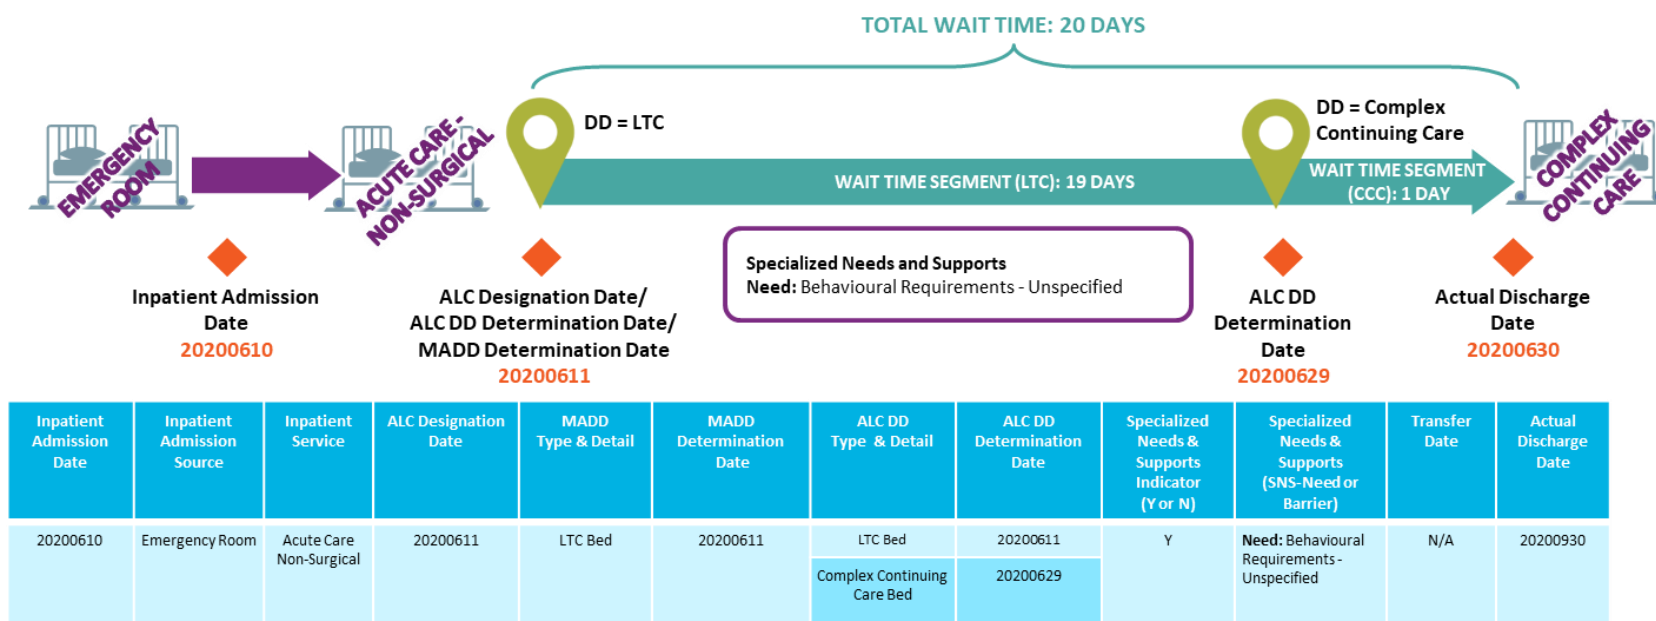 TOTAL WAIT TIME: 20 DAYS
EMERGENCY
ROOM
ACUTE CARE -
NON-SURGICAL
DD = LTC
WAIT TIME SEGMENT (LTC): 19 DAYS
DD = Complex
Continuing Care
WAIT TIME SEGMENT
(CCC): 1 DAY
COMPLEX
CONTINUING
CARE
Specialized Needs and Supports
Need: Behavioural Requirements - Unspecified
Inpatient Admission
Date
20200610
ALC Designation Date/
ALC DD Determination Date/
MADD Determination Date
20200611
ALC DD
Determination
Date
20200629
Actual Discharge
Date
20200630
Inpatient
Admission
Date
Inpatient
Admission
Source
Inpatient
Service
ALC Designation
Date
MADD
Type & Detail
MADD
Determination
Date
ALC DD
Type & Detail
ALC DD
Determination
Date
Specialized
Needs &
Supports
Indicator
(Y or N)
Specialized
Needs &
Supports
(SNS-Need or
Barrier)
Transfer
Date
Actual
Discharge
Date
20200610
Emergency Room
Acute Care
Non-Surgical
20200611
LTC Bed
20200611
LTC Bed
20200611
Complex Continuing
Care Bed
20200629
Y
Need: Behavioural
Requirements -
Unspecified
N/A
20200930